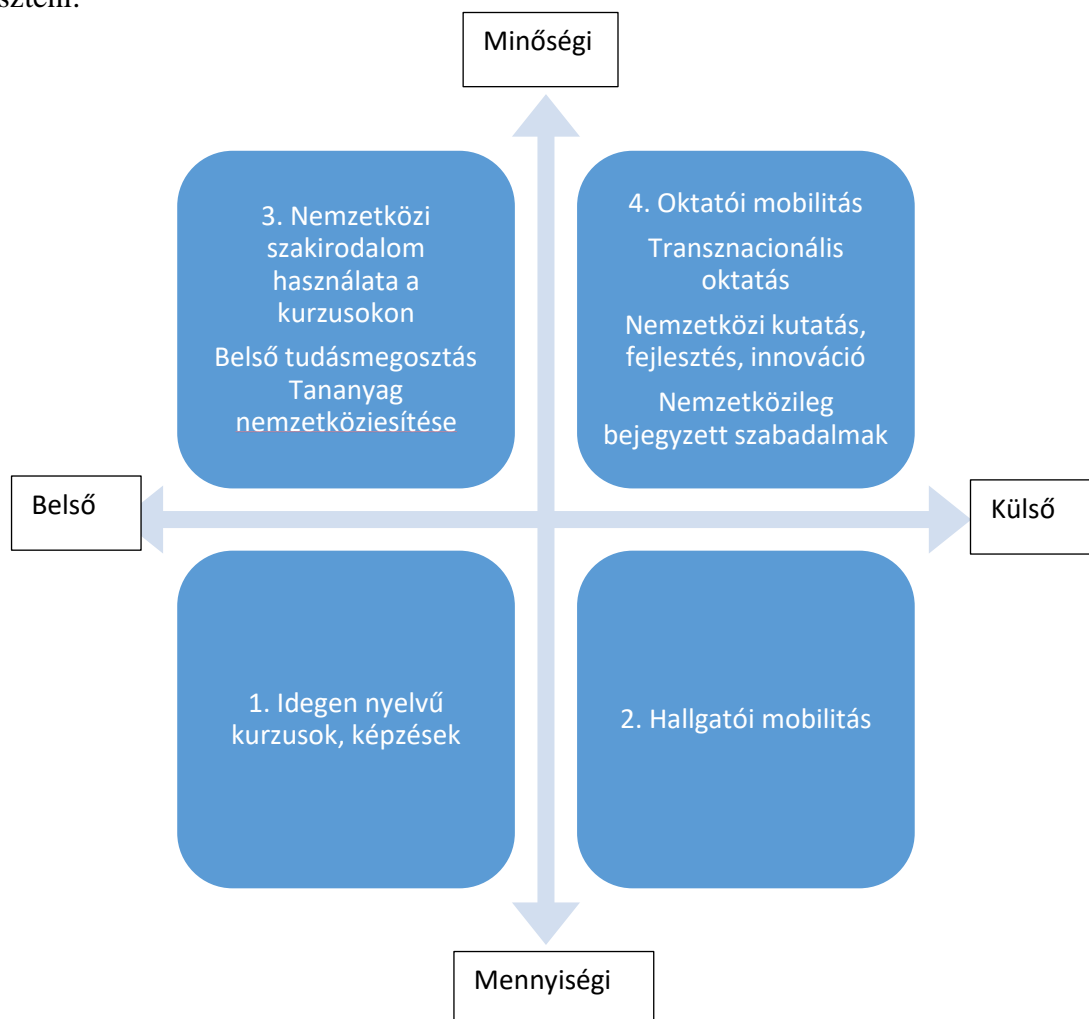 Minőségi
3. Nemzetközi
szakirodalom
használata a
kurzusokon
Belső tudásmegosztás
Tananyag
nemzetköziesítése
4. Oktatói mobilitás
Transznacionális
oktatás
Nemzetközi kutatás,
fejlesztés, innováció
Nemzetközileg
bejegyzett szabadalmak
Belső
Külső
1. Idegen nyelvű
kurzusok, képzések
2. Hallgatói mobilitás
Mennyiségi